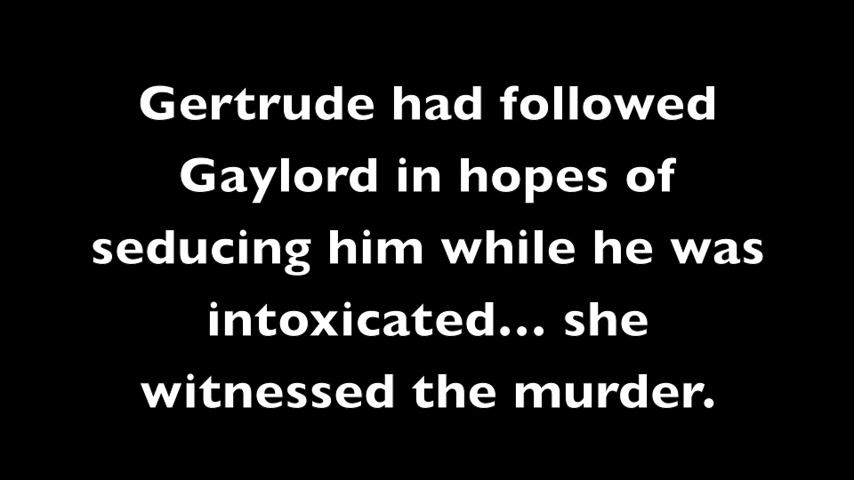 Gertrude had followed
Gaylord in hopes of
seducing him while he was
intoxicated... she
witnessed the murder.